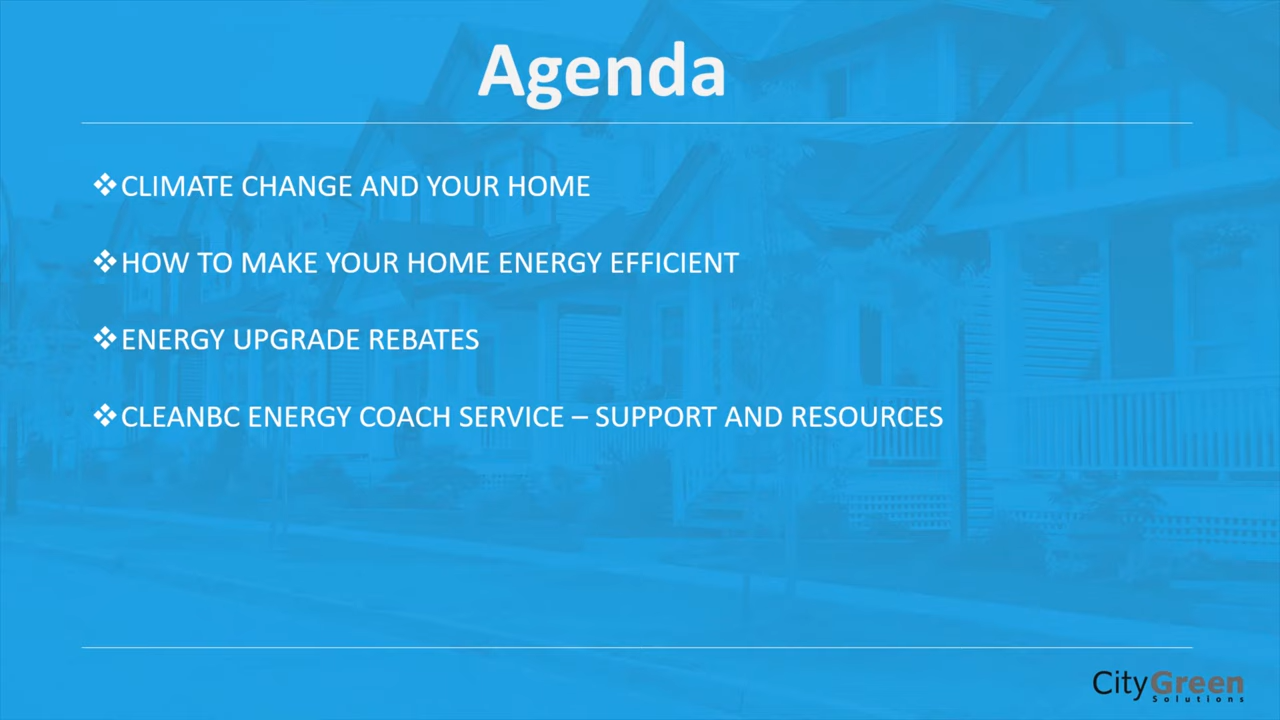 Agenda
❖CLIMATE CHANGE AND YOUR HOME
❖HOW TO MAKE YOUR HOME ENERGY EFFICIENT
❖ENERGY UPGRADE REBATES
❖CLEANBC ENERGY COACH SERVICE – SUPPORT AND RESOURCES
CityGreen
Solutions